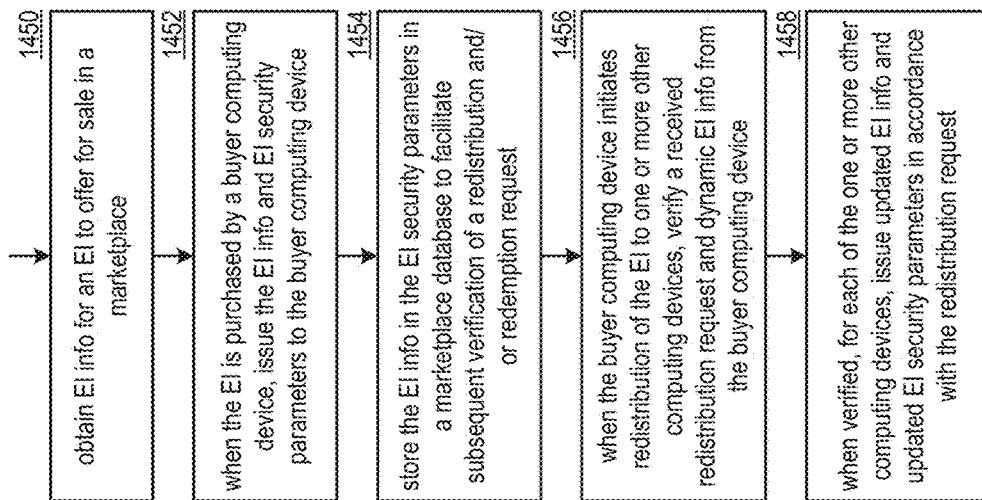 1450
obtain EI info for an EI to offer for sale in a
marketplace
1452
when the EI is purchased by a buyer computing
device, issue the EI info and EI security
parameters to the buyer computing device
1454
store the EI info in the EI security parameters in
a marketplace database to facilitate
subsequent verification of a redistribution and/
or redemption request
1456
when the buyer computing device initiates
redistribution of the EI to one or more other
computing devices, verify a received
redistribution request and dynamic EI info from
the buyer computing device
1458
when verified, for each of the one or more other
computing devices, issue updated EI info and
updated EI security parameters in accordance
with the redistribution request